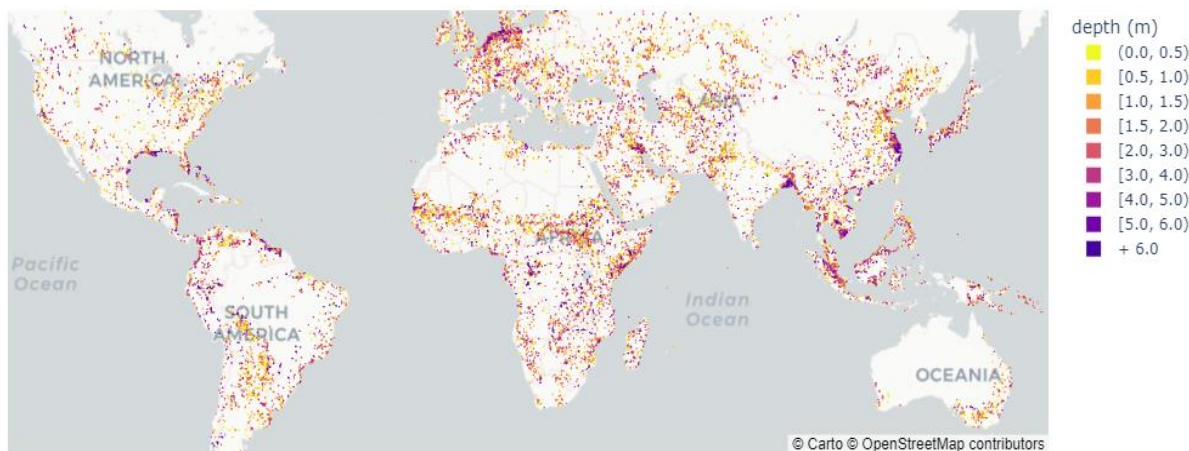 NORTH
AMERICA
ASIA
AFRICA
Pacific
Ocean
SOUTH
AMERICA
Indian
Ocean
OCEANIA
© Carto © OpenStreetMap contributors
depth (m)
(0.0, 0.5)
[0.5, 1.0)
[1.0, 1.5)
[1.5, 2.0)
[2.0, 3.0)
[3.0, 4.0)
[4.0, 5.0)
[5.0, 6.0)
+ 6.0